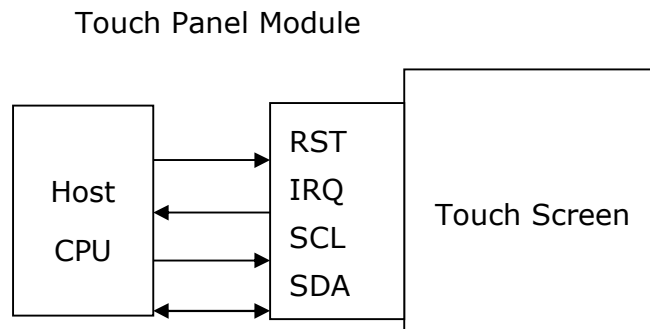 Touch Panel Module
Host
CPU
RST
IRQ
SCL
SDA
Touch Screen